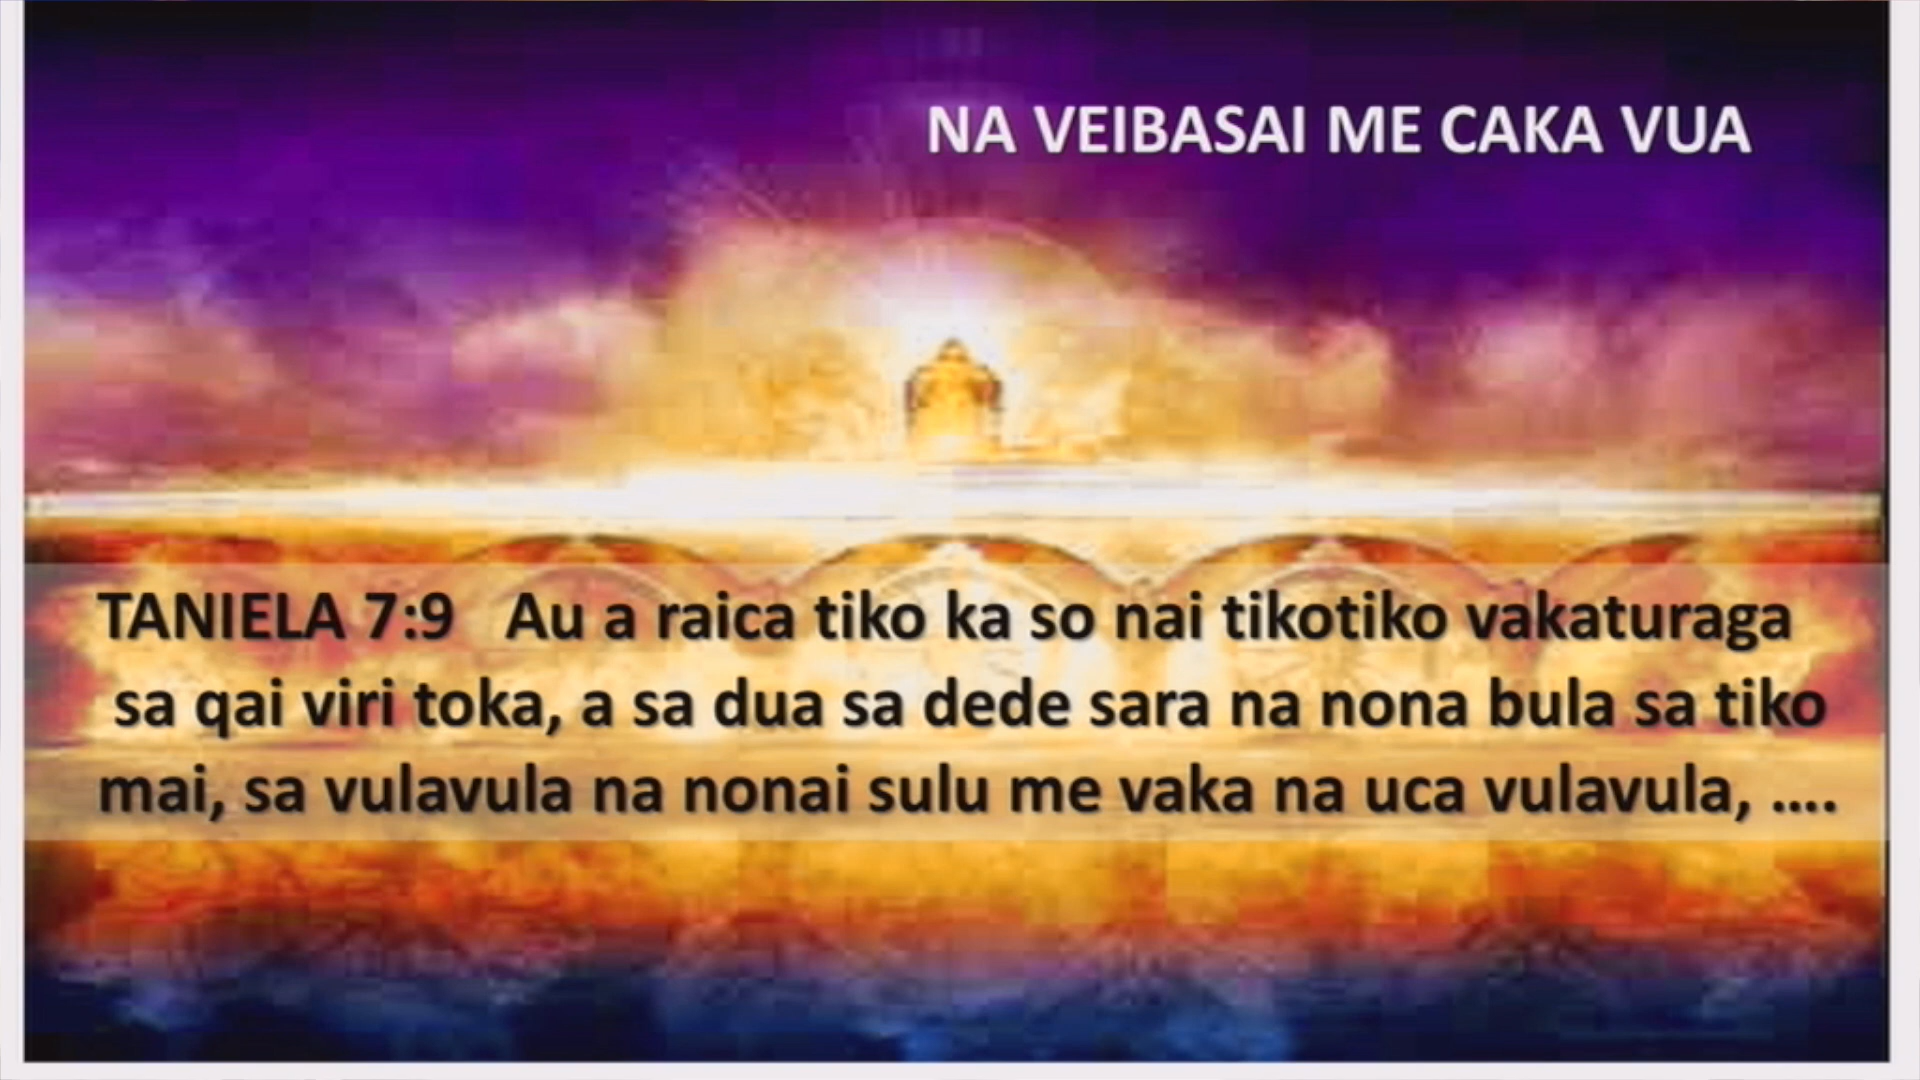 NA VEIBASAI ME CAKA VUA
TANIELA 7:9 Au a raica tiko ka so nai tikotiko vakaturaga
sa qai viri toka, a sa dua sa dede sara na nona bula sa tiko
mai, sa vulavula na nonai sulu me vaka na uca vulavula, ....